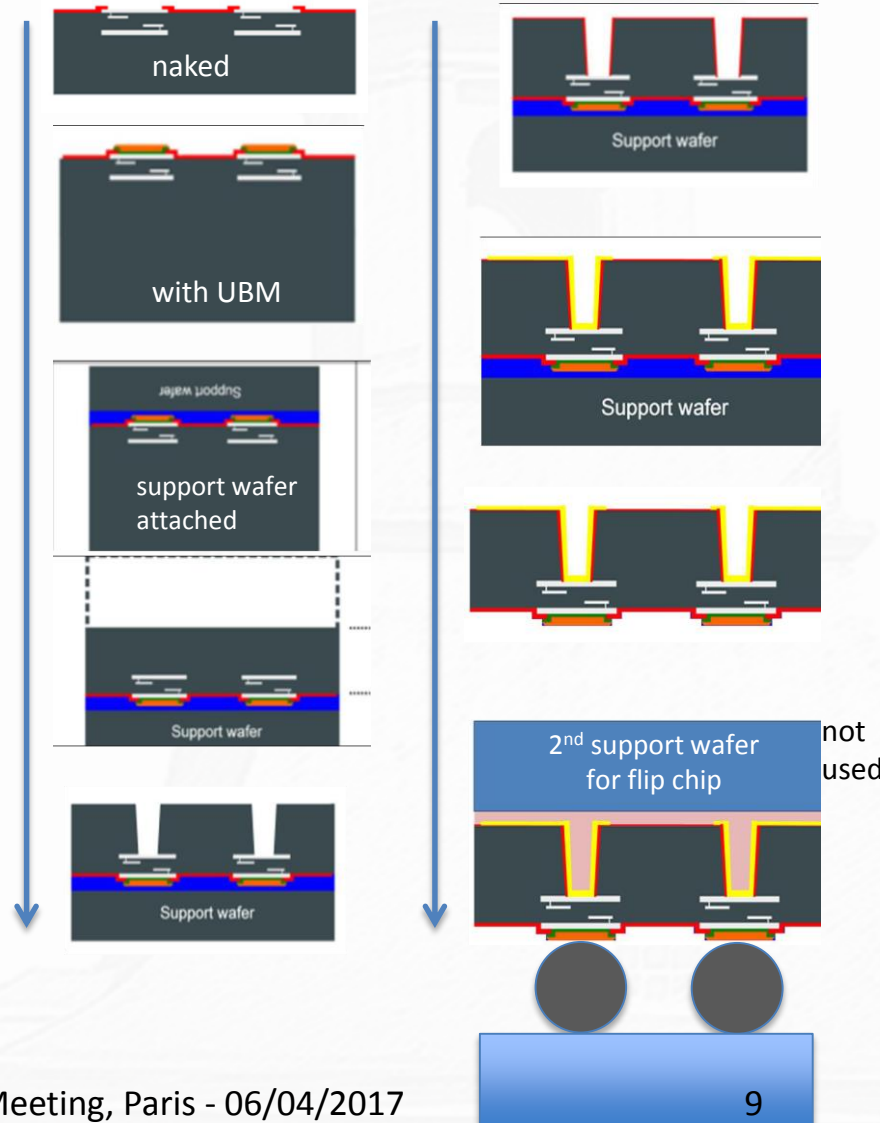 naked
with UBM
Support wafer
support wafer
attached
Support wafer
Support wafer
Support wafer
Support wafer
2nd support wafer
for flip chip
not
used
Meeting, Paris - 06/04/2017
9